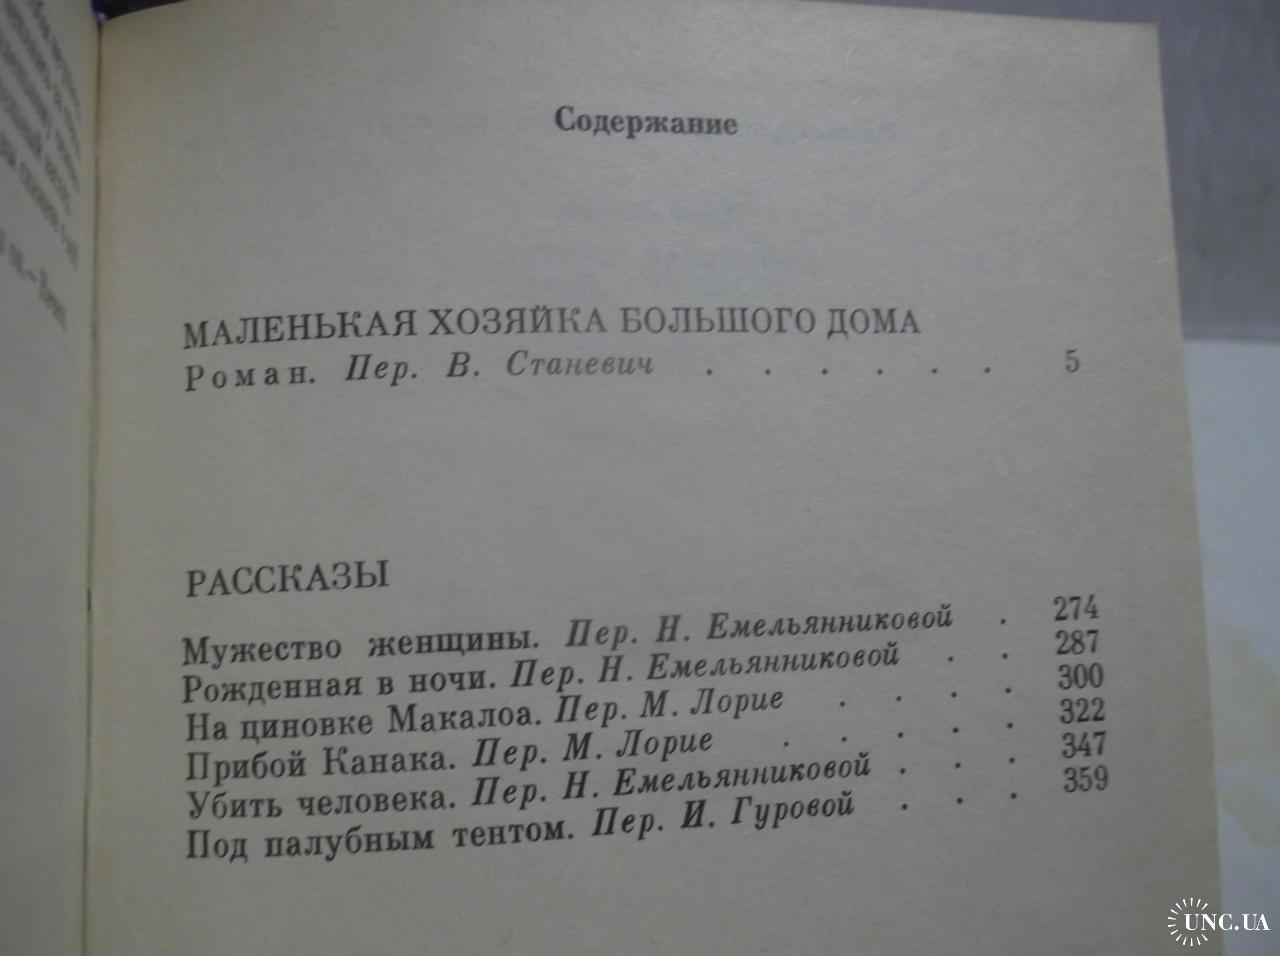 Содержание
МАЛЕНЬКАЯ ХОЗЯЙКА БОЛЬШОГО ДОМА
Роман. Пер. В. Станевич . . . . . . 5
РАССКАЗЫ
Мужество женщины. Пер. Н. Емельянниковой . 274
Рожденная в ночи. Пер. Н. Емельянниковой . . 287
На циновке Макалоа. Пер. М. Лорие . . . . 300
Прибой Канака. Пер. М. Лорие . . . . . 322
Убить человека. Пер. Н. Емельянниковой . . . 347
Под палубным тентом. Пер. И. Гуровой . . . 359
UNC.UA